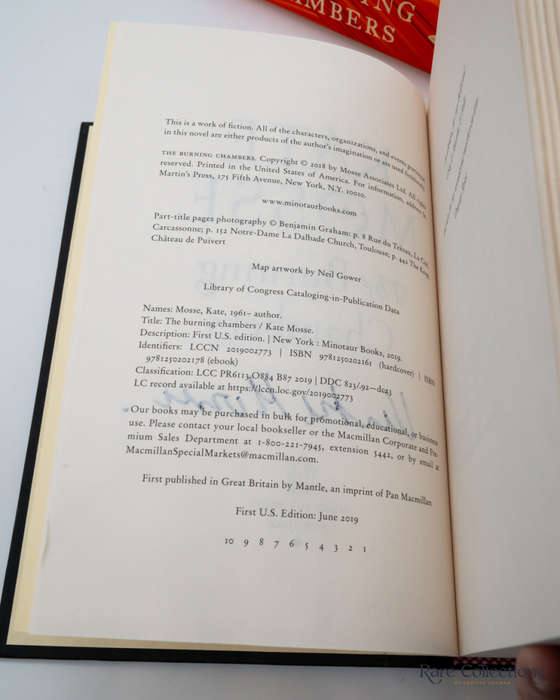 ING
AMBERS
This is a work of fiction. All of the characters, organizations, and events portrayed
in this novel are either products of the author's imagination or are used fictitiously.
THE BURNING CHAMBERS. Copyright © 2018 by Mosse Associates Ltd. All rights
reserved. Printed in the United States of America. For information, address St.
Martin's Press, 175 Fifth Avenue, New York, N.Y. 10010.
www.minotaurbooks.com
Part-title pages photography © Benjamin Graham: p. 8 Rue du Trésau, La Cité,
Carcassonne; p. 152 Notre-Dame La Dalbade Church, Toulouse; p. 442 The Keep,
Château de Puivert
Map artwork by Neil Gower
Library of Congress Cataloging-in-Publication Data
Names: Mosse, Kate, 1961– author.
Title: The burning chambers / Kate Mosse.
Description: First U.S. edition. | New York : Minotaur Books, 2019.
Identifiers: LCCN 2019002773 | ISBN 9781250202161 (hardcover) | ISBN
9781250202178 (ebook)
Classification: LCC PR6113.O884 B87 2019 | DDC 823/.92—dc23
LC record available at https://lccn.loc.gov/2019002773
Our books may be purchased in bulk for promotional, educational, or business
use. Please contact your local bookseller or the Macmillan Corporate and Pre-
mium Sales Department at 1-800-221-7945, extension 5442, or by email at
MacmillanSpecialMarkets@macmillan.com.
First published in Great Britain by Mantle, an imprint of Pan Macmillan
First U.S. Edition: June 2019
10 9 8 7 6 5 4 3 2 1
Rare Collections